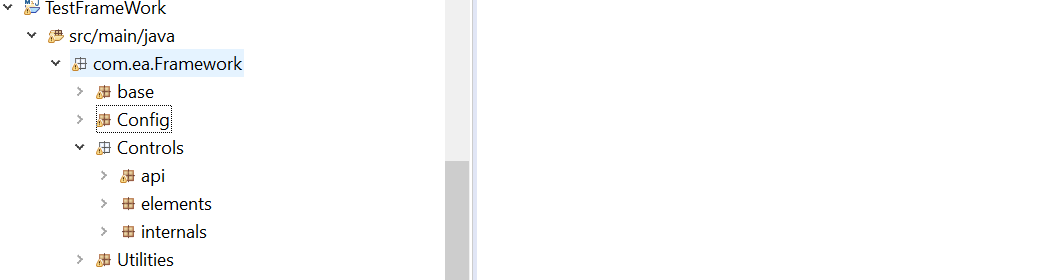 TestFrameWork
src/main/java
com.ea.Framework
base
Config
Controls
api
elements
internals
Utilities